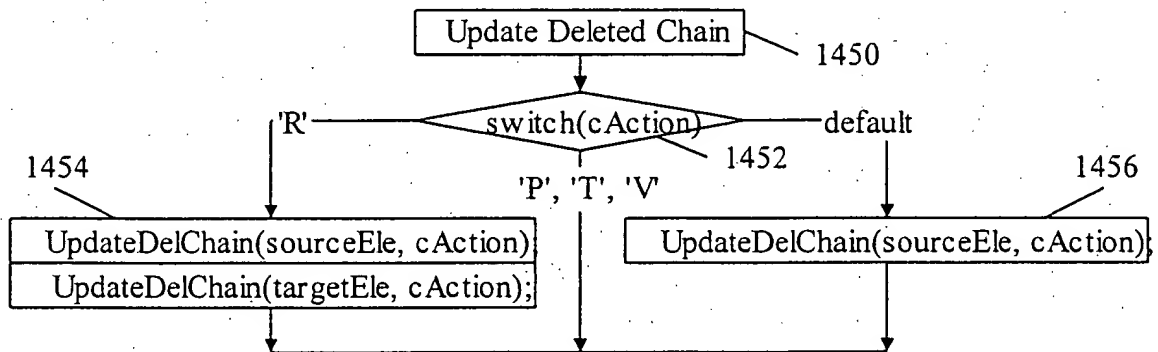 Update Deleted Chain
1450
'R'
switch(cAction)
default
1454
1452
1456
'P', 'T', 'V'
UpdateDelChain(sourceEle, cAction);
UpdateDelChain(sourceEle, cAction);
UpdateDelChain(targetEle, cAction);